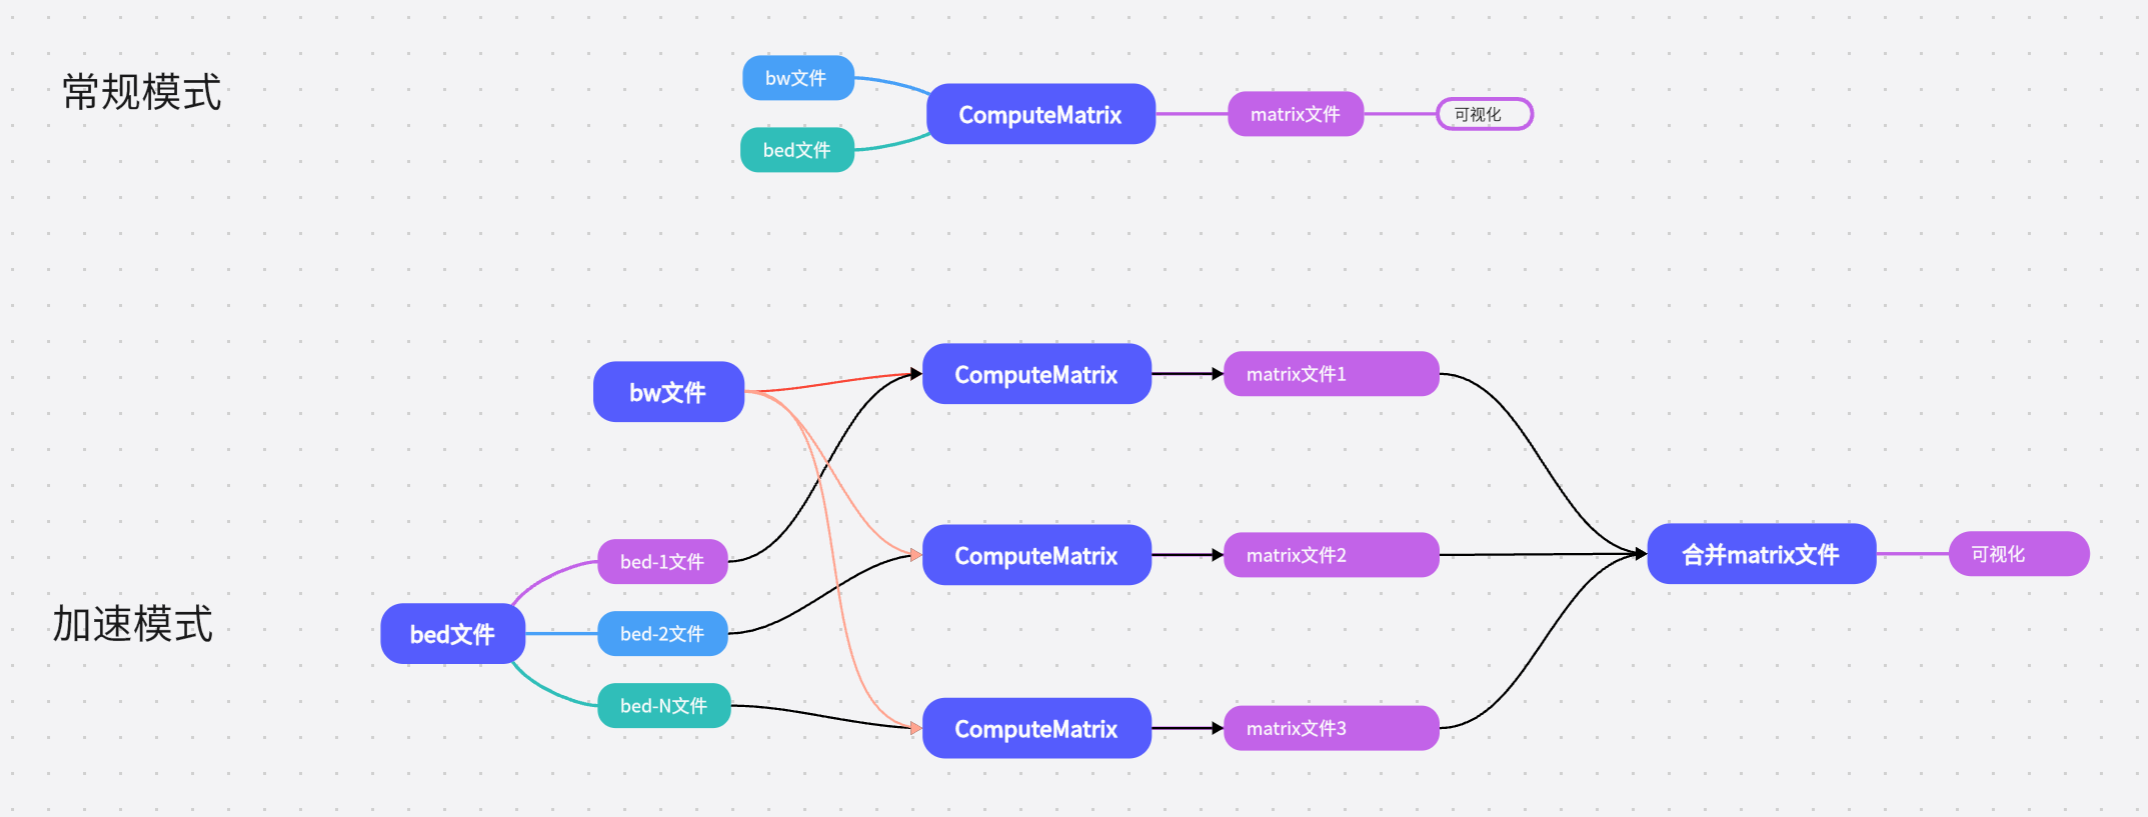 常规模式
bw文件
bed文件
ComputeMatrix
matrix文件
可视化
加速模式
bw文件
bed文件
bed-1文件
bed-2文件
bed-N文件
ComputeMatrix
matrix文件1
ComputeMatrix
matrix文件2
ComputeMatrix
matrix文件3
合并matrix文件
可视化